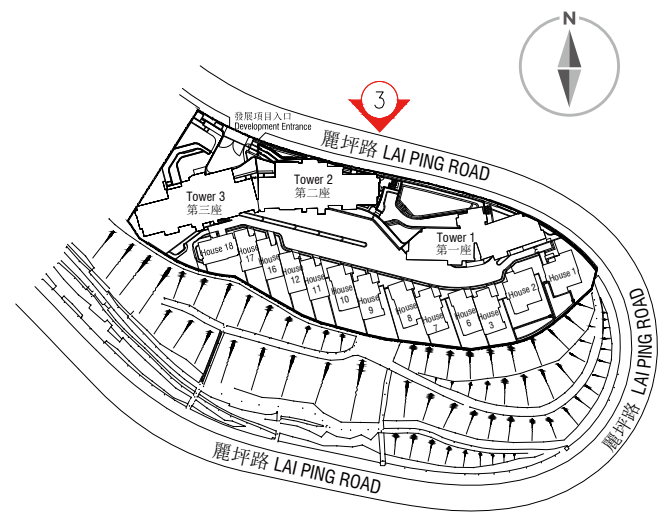 N
3
發展項目入口
Development Entrance
麗坪路 LAI PING ROAD
Tower 2
第二座
Tower 3
第三座
Tower 1
第一座
House 18
House
17
House
16
House
12
House
11
House
10
House
9
House
8
House
7
House
6
House
3
House 2
House 1
麗坪路 LAI PING ROAD
麗坪路 LAI PING ROAD